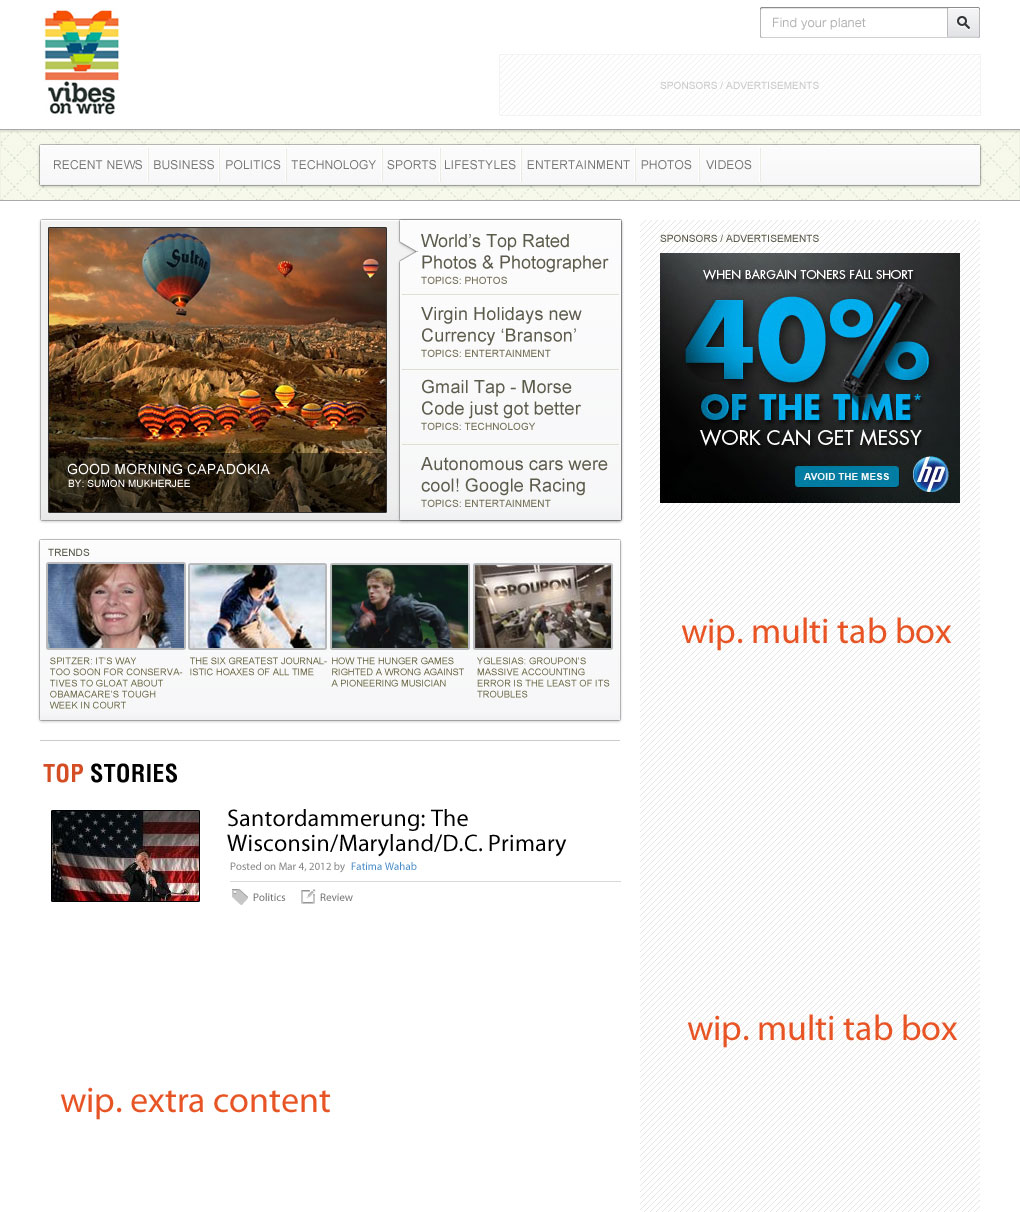 vibes
on wire
Find your planet
SPONSORS / ADVERTISEMENTS
RECENT NEWS BUSINESS POLITICS TECHNOLOGY SPORTS LIFESTYLES ENTERTAINMENT PHOTOS VIDEOS
Sultan
GOOD MORNING CAPADOKIA
BY: SUMON MUKHERJEE
World's Top Rated
Photos & Photographer
TOPICS: PHOTOS
Virgin Holidays new
Currency ‘Branson’
TOPICS: ENTERTAINMENT
Gmail Tap - Morse
Code just got better
TOPICS: TECHNOLOGY
Autonomous cars were
cool! Google Racing
TOPICS: ENTERTAINMENT
SPONSORS / ADVERTISEMENTS
WHEN BARGAIN TONERS FALL SHORT
40%
OF THE TIME*
WORK CAN GET MESSY
AVOID THE MESS
hp
TRENDS
GROUPON
SPITZER: IT'S WAY
TOO SOON FOR CONSERVA-
TIVES TO GLOAT ABOUT
OBAMACARE'S TOUGH
WEEK IN COURT
THE SIX GREATEST JOURNAL-
ISTIC HOAXES OF ALL TIME
HOW THE HUNGER GAMES
RIGHTED A WRONG AGAINST
A PIONEERING MUSICIAN
YGLESIAS: GROUPON'S
MASSIVE ACCOUNTING
ERROR IS THE LEAST OF ITS
TROUBLES
wip. multi tab box
TOP STORIES
Santordammerung: The
Wisconsin/Maryland/D.C. Primary
Posted on Mar 4, 2012 by Fatima Wahab
Politics Review
wip. multi tab box
wip. extra content